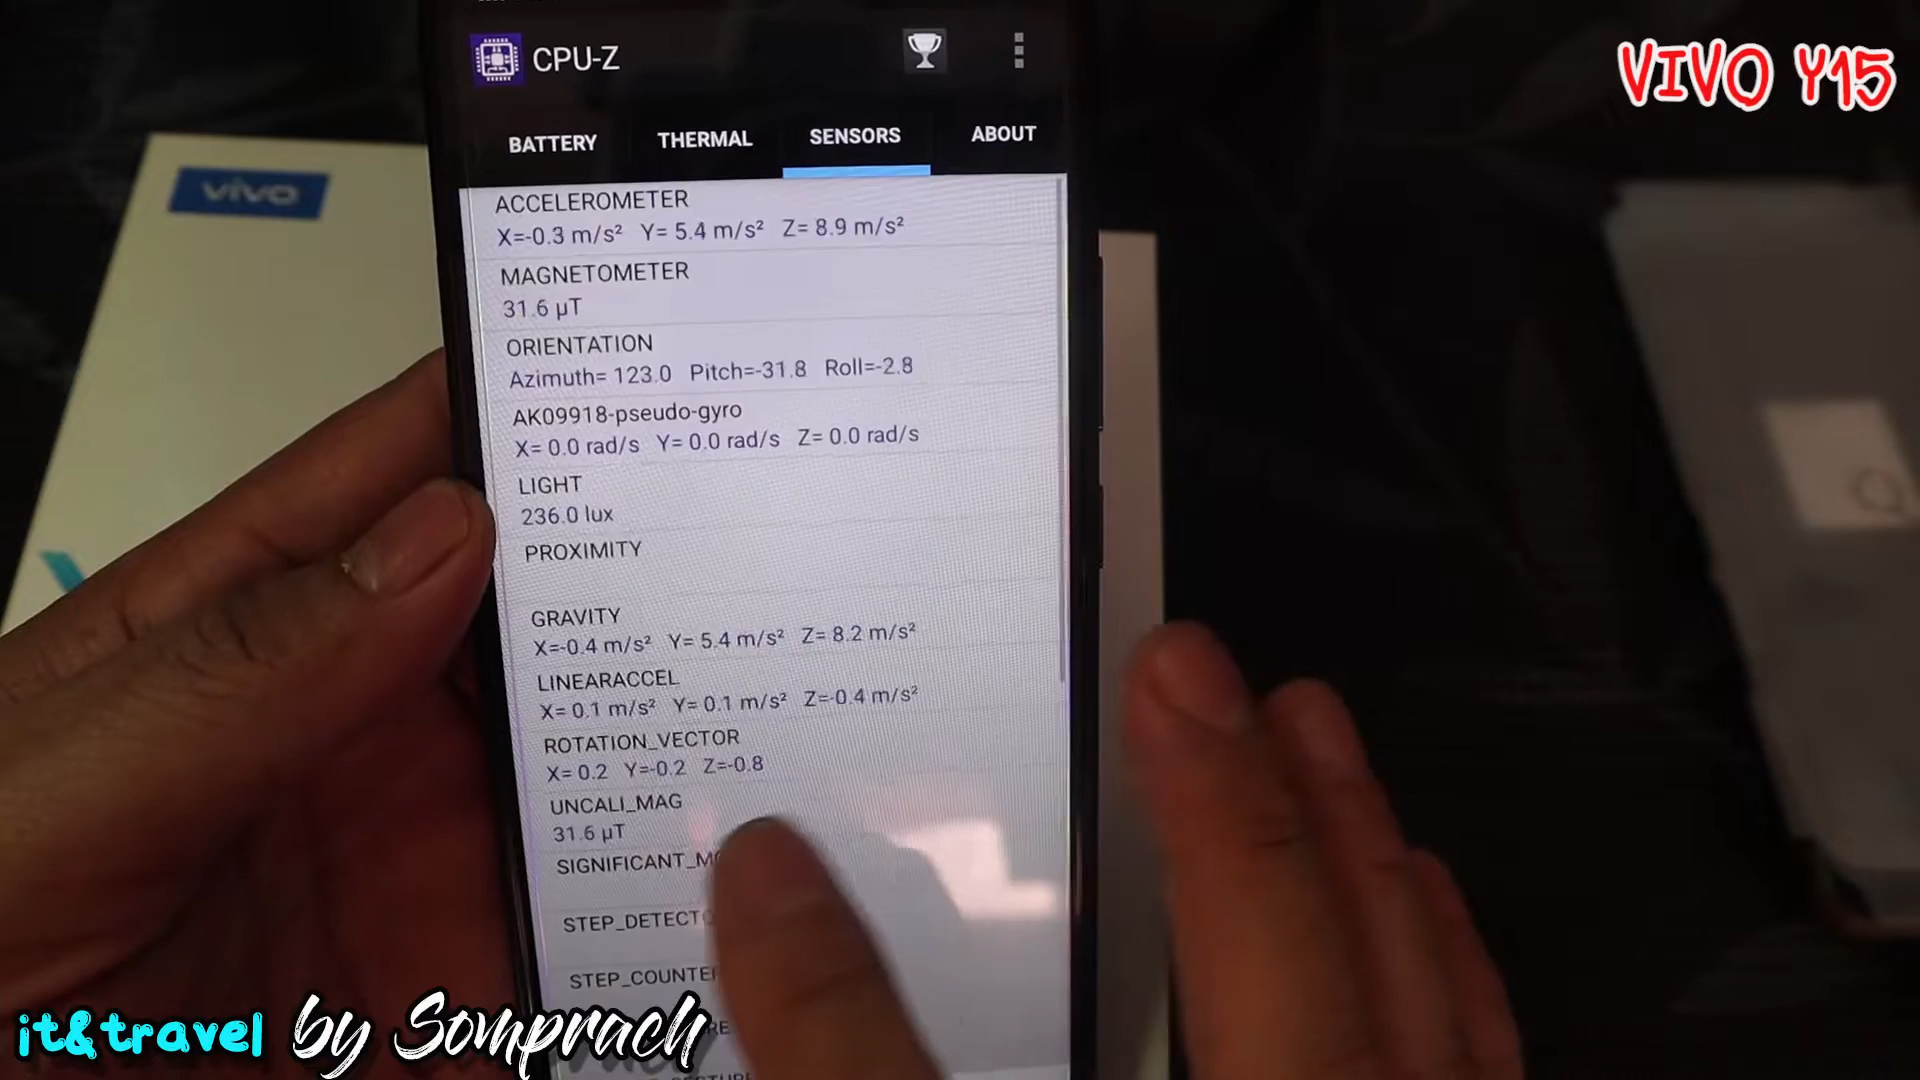 CPU-Z
VIVO Y15
BATTERY THERMAL SENSORS ABOUT
vivo
ACCELEROMETER
X=-0.3 m/s² Y= 5.4 m/s² Z= 8.9 m/s²
MAGNETOMETER
31.6 µT
ORIENTATION
Azimuth= 123.0 Pitch=-31.8 Roll=-2.8
AK09918-pseudo-gyro
X= 0.0 rad/s Y= 0.0 rad/s Z= 0.0 rad/s
LIGHT
236.0 lux
PROXIMITY
GRAVITY
X=-0.4 m/s² Y= 5.4 m/s² Z= 8.2 m/s²
LINEARACCEL
X= 0.1 m/s² Y= 0.1 m/s² Z=-0.4 m/s²
ROTATION_VECTOR
X= 0.2 Y=-0.2 Z=-0.8
UNCALI_MAG
31.6 µT
SIGNIFICANT_M
STEP_DETECTO
STEP_COUNTE
it&travel by Somprach